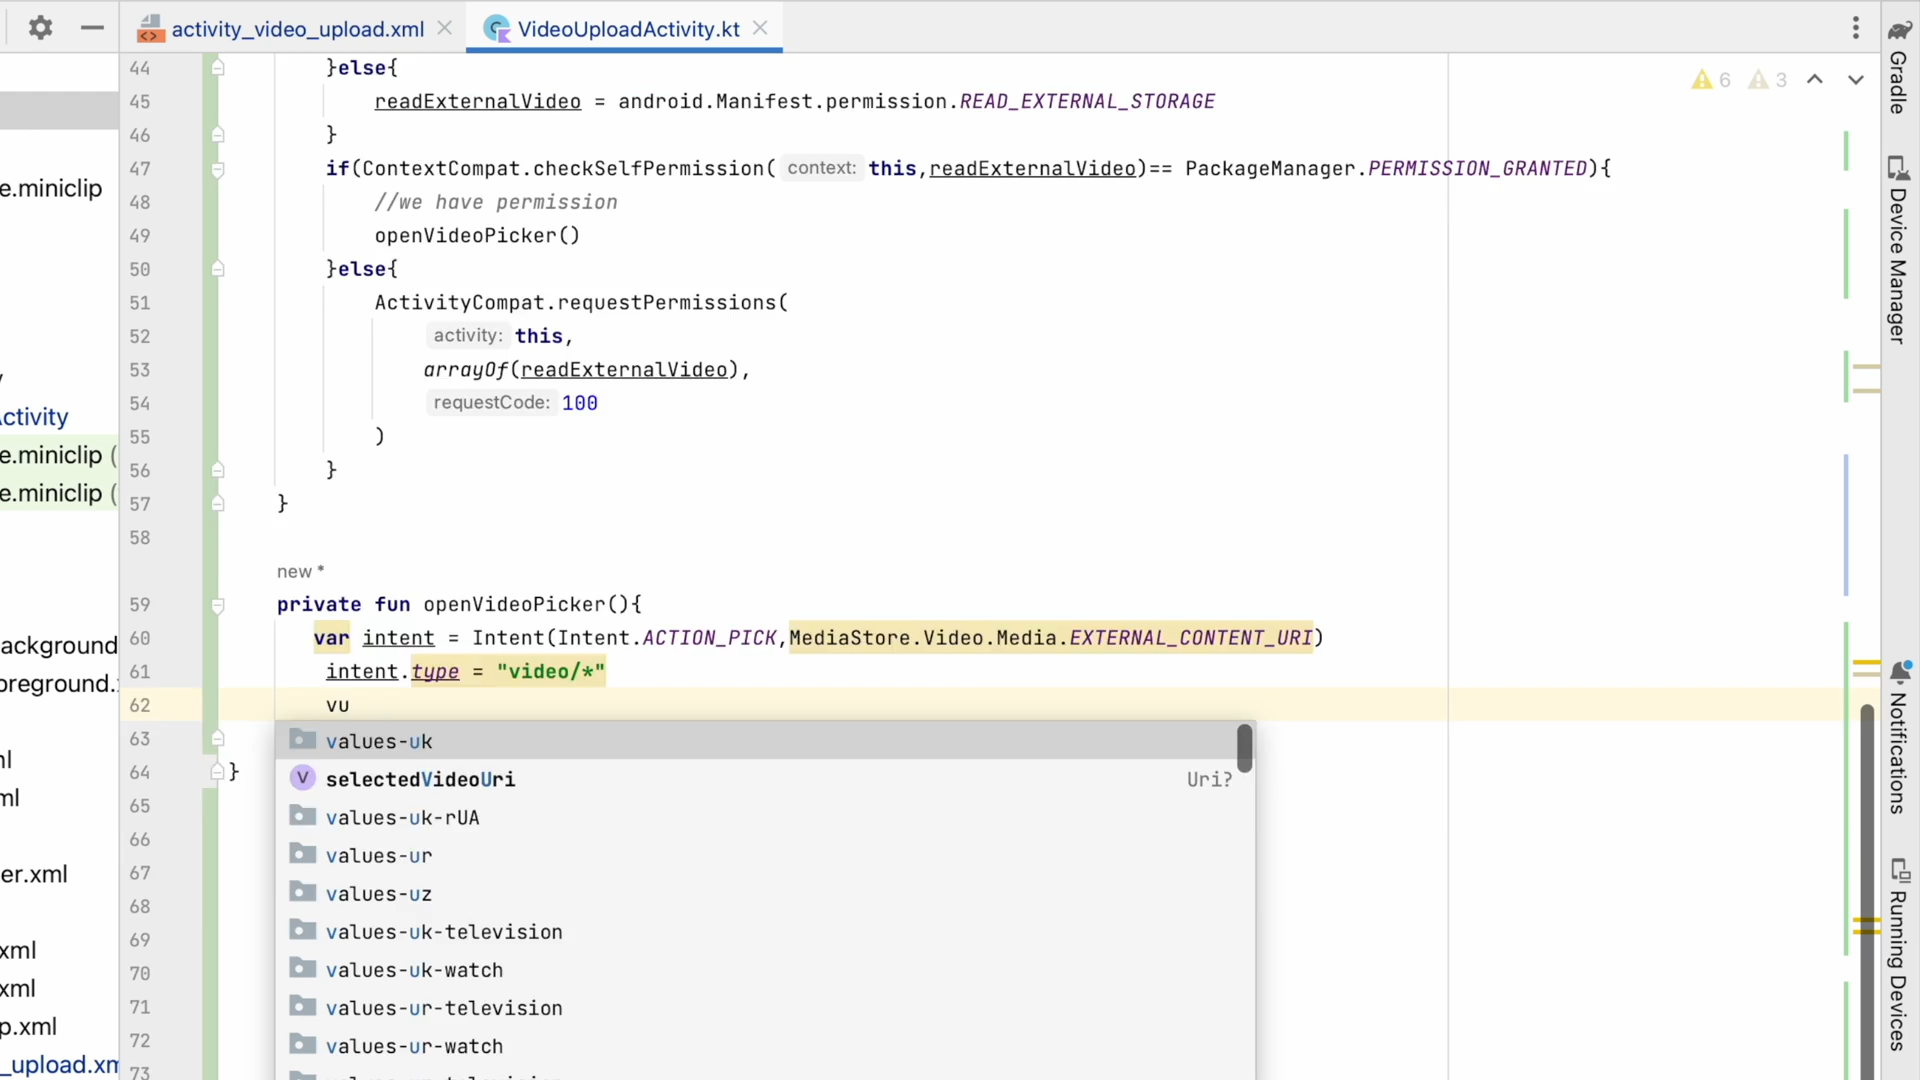 activity_video_upload.xml
VideoUploadActivity.kt
44 }else{
45 readExternalVideo = android.Manifest.permission.READ_EXTERNAL_STORAGE
46 }
47 if(ContextCompat.checkSelfPermission( context: this,readExternalVideo)== PackageManager.PERMISSION_GRANTED){
48 //we have permission
49 openVideoPicker()
50 }else{
51 ActivityCompat.requestPermissions(
52 activity: this,
53 arrayOf(readExternalVideo),
54 requestCode: 100
55 )
56 }
57 }
58
new *
59 private fun openVideoPicker(){
60 var intent = Intent(Intent.ACTION_PICK,MediaStore.Video.Media.EXTERNAL_CONTENT_URI)
61 intent.type = "video/*"
62 vu
63
64 }
65
66
67
68
69
70
71
72
73
values-uk
selectedVideoUri Uri?
values-uk-rUA
values-ur
values-uz
values-uk-television
values-uk-watch
values-ur-television
values-ur-watch
6 3
e.miniclip
Activity
e.miniclip (
e.miniclip (
ackground
oreground.
ml
ml
er.xml
xml
xml
p.xml
_upload.xm
Gradle
Device Manager
Notifications
Running Devices